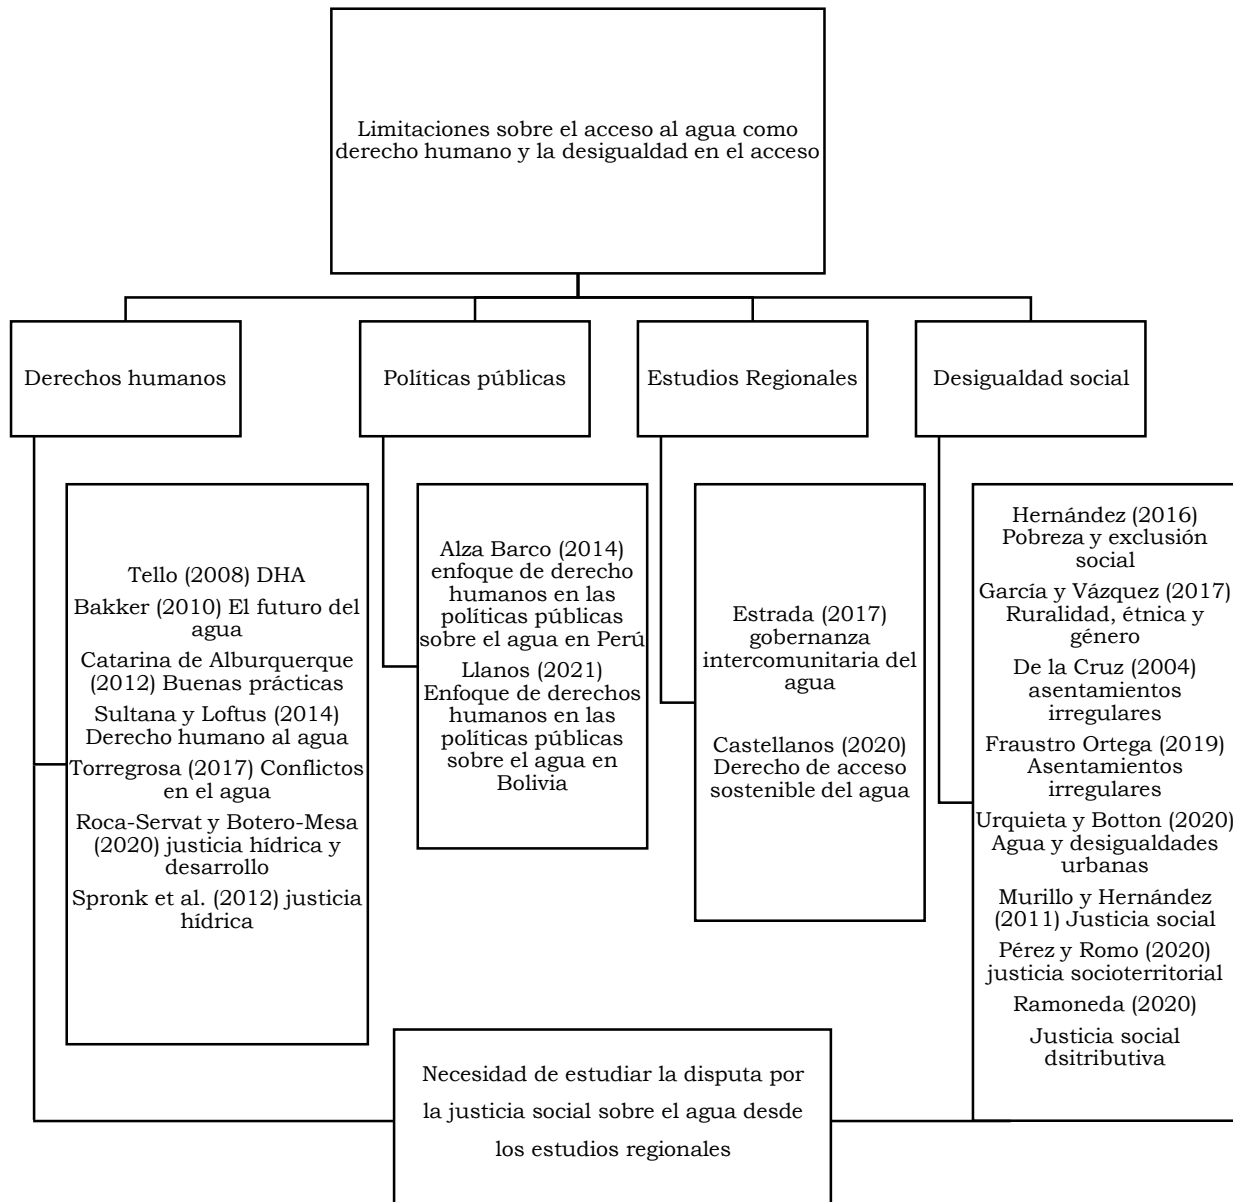 Limitaciones sobre el acceso al agua como
derecho humano y la desigualdad en el acceso
Derechos humanos
Políticas públicas
Estudios Regionales
Desigualdad social
Tello (2008) DHA
Bakker (2010) El futuro del
agua
Catarina de Alburquerque
(2012) Buenas prácticas
Sultana y Loftus (2014)
Derecho humano al agua
Torregrosa (2017) Conflictos
en el agua
Roca-Servat y Botero-Mesa
(2020) justicia hídrica y
desarrollo
Spronk et al. (2012) justicia
hídrica
Alza Barco (2014)
enfoque de derecho
humanos en las
políticas públicas
sobre el agua en Perú
Llanos (2021)
Enfoque de derechos
humanos en las
políticas públicas
sobre el agua en
Bolivia
Estrada (2017)
gobernanza
intercomunitaria del
agua
Castellanos (2020)
Derecho de acceso
sostenible del agua
Hernández (2016)
Pobreza y exclusión
social
García y Vázquez (2017)
Ruralidad, étnica y
género
De la Cruz (2004)
asentamientos
irregulares
Fraustro Ortega (2019)
Asentamientos
irregulares
Urquieta y Botton (2020)
Agua y desigualdades
urbanas
Murillo y Hernández
(2011) Justicia social
Pérez y Romo (2020)
justicia socioterritorial
Ramoneda (2020)
Justicia social
dsitributiva
Necesidad de estudiar la disputa por
la justicia social sobre el agua desde
los estudios regionales